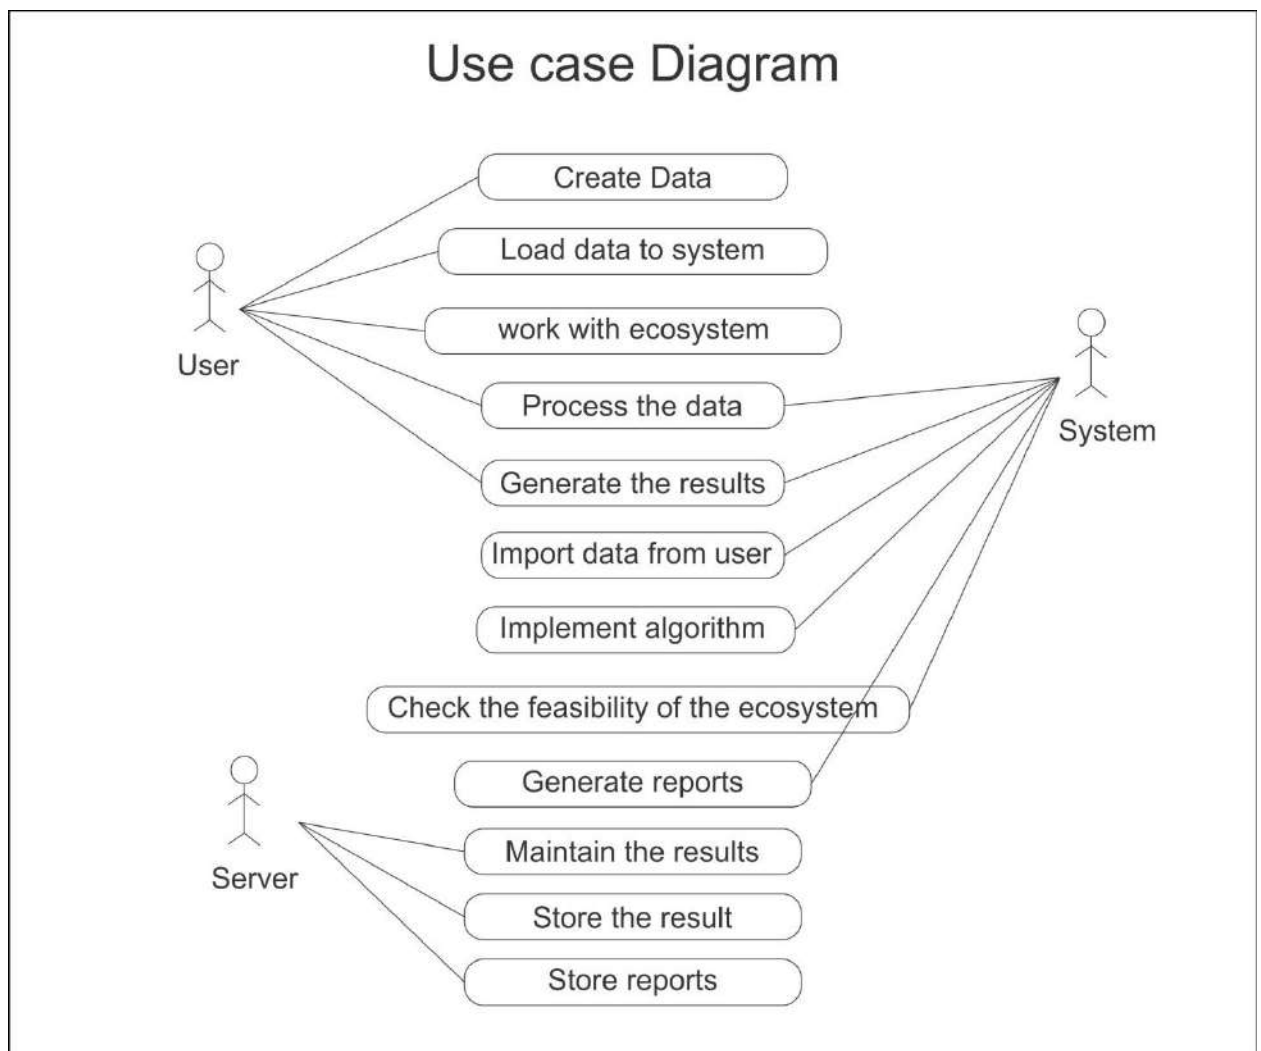 Use case Diagram
Create Data
Load data to system
work with ecosystem
User
Process the data
System
Generate the results
Import data from user
Implement algorithm
Check the feasibility of the ecosystem
Generate reports
Maintain the results
Server
Store the result
Store reports